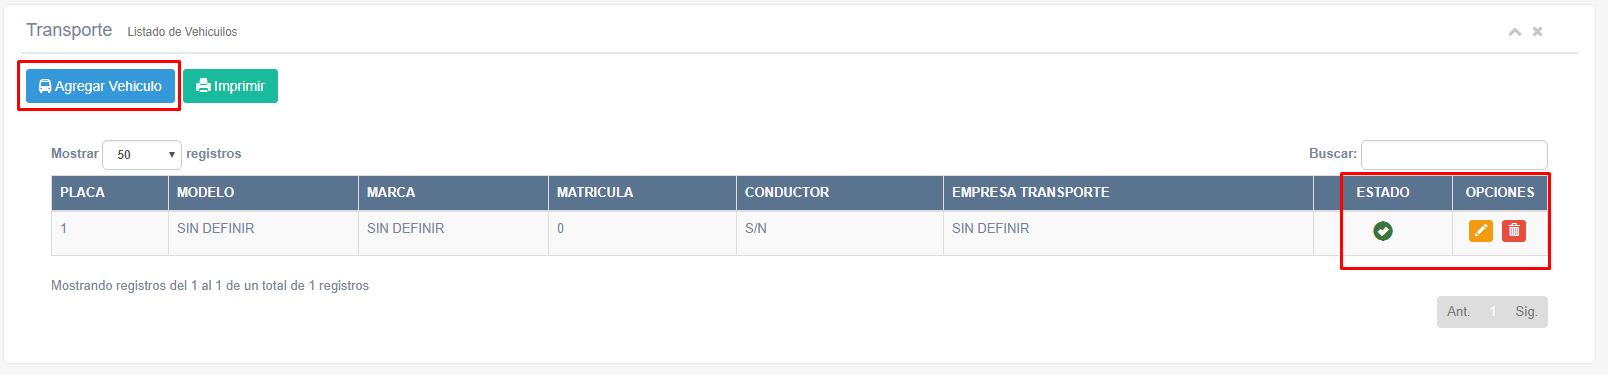 Transporte Listado de Vehicuilos
Agregar Vehiculo Imprimir
Mostrar 50 registros Buscar:
PLACA MODELO MARCA MATRICULA CONDUCTOR EMPRESA TRANSPORTE ESTADO OPCIONES
1 SIN DEFINIR SIN DEFINIR 0 S/N SIN DEFINIR
Mostrando registros del 1 al 1 de un total de 1 registros
Ant. 1 Sig.